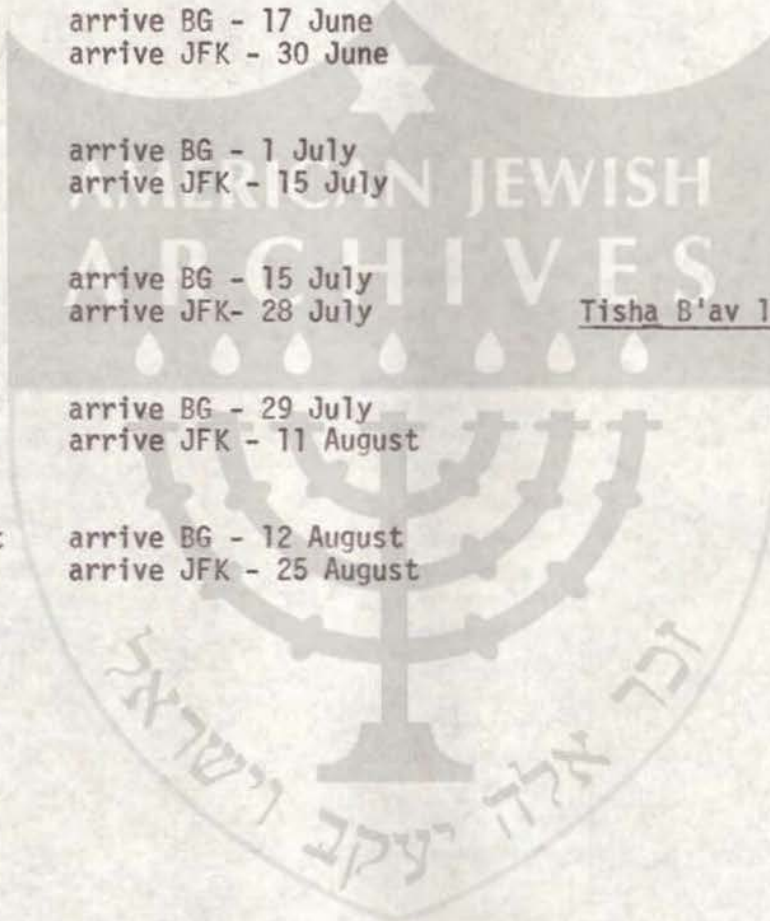 arrive BG - 17 June
arrive JFK - 30 June
arrive BG - 1 July
arrive JFK - 15 July
AMERICAN JEWISH
ARCHIVES
arrive BG - 15 July
arrive JFK- 28 July Tisha B'av
arrive BG - 29 July
arrive JFK - 11 August
arrive BG - 12 August
arrive JFK - 25 August
זכר אלה יעקב וישראל